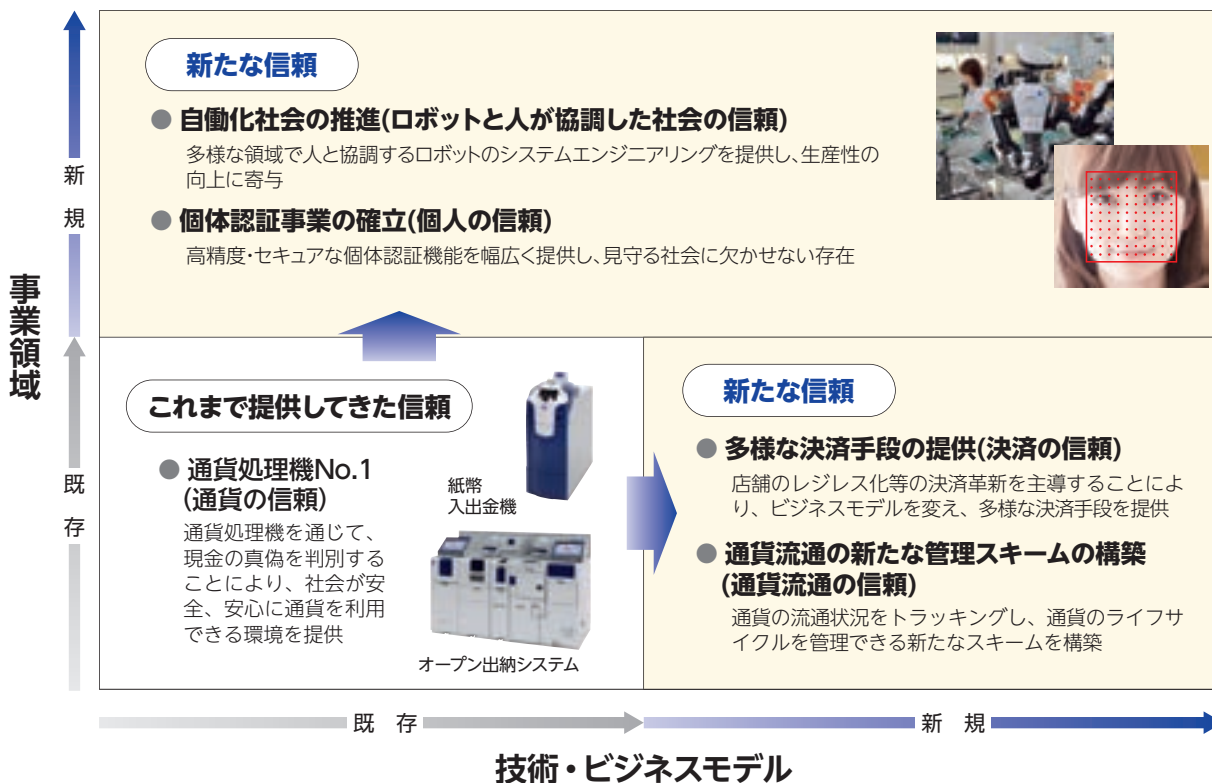 新たな信頼
● 自働化社会の推進(ロボットと人が協調した社会の信頼)
多様な領域で人と協調するロボットのシステムエンジニアリングを提供し、生産性の
向上に寄与
● 個体認証事業の確立(個人の信頼)
高精度・セキュアな個体認証機能を幅広く提供し、見守る社会に欠かせない存在
事業領域
新規
既存
これまで提供してきた信頼
● 通貨処理機No.1
(通貨の信頼)
通貨処理機を通じて、
現金の真偽を判別する
ことにより、社会が安
全、安心に通貨を利用
できる環境を提供
紙幣
入出金機
オープン出納システム
新たな信頼
● 多様な決済手段の提供(決済の信頼)
店舗のレジレス化等の決済革新を主導することによ
り、ビジネスモデルを変え、多様な決済手段を提供
● 通貨流通の新たな管理スキームの構築
(通貨流通の信頼)
通貨の流通状況をトラッキングし、通貨のライフサ
イクルを管理できる新たなスキームを構築
既 存
新 規
技術・ビジネスモデル